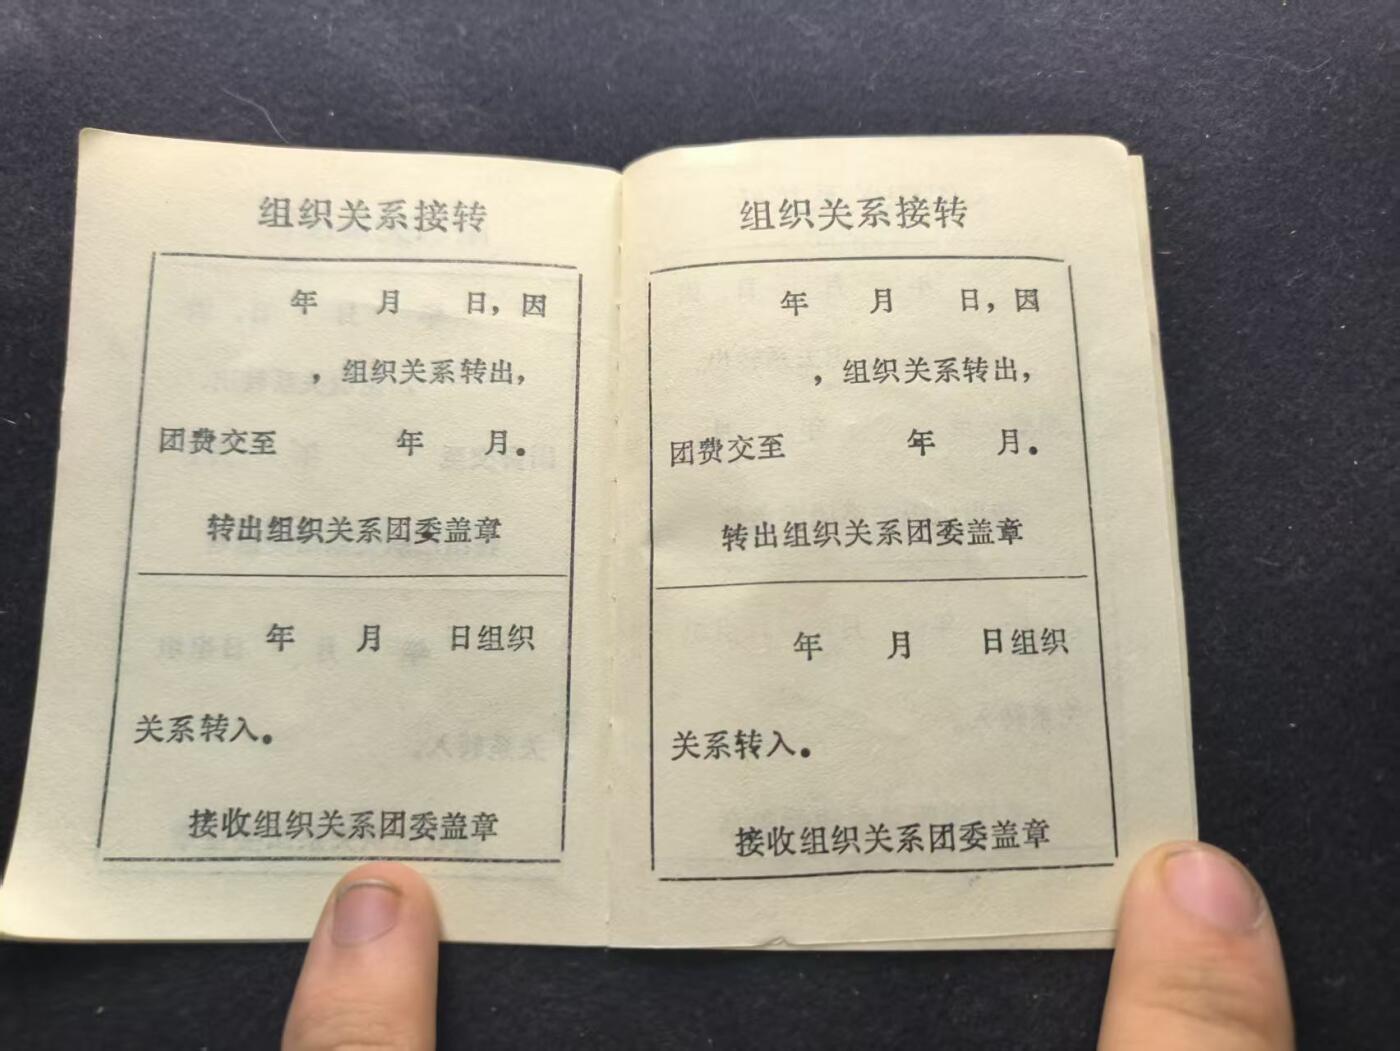 组织关系接转
年 月 日，因
，组织关系转出，
团费交至 年 月。
转出组织关系团委盖章
年 月 日组织
关系转入。
接收组织关系团委盖章
组织关系接转
年 月 日，因
，组织关系转出，
团费交至 年 月。
转出组织关系团委盖章
年 月 日组织
关系转入。
接收组织关系团委盖章